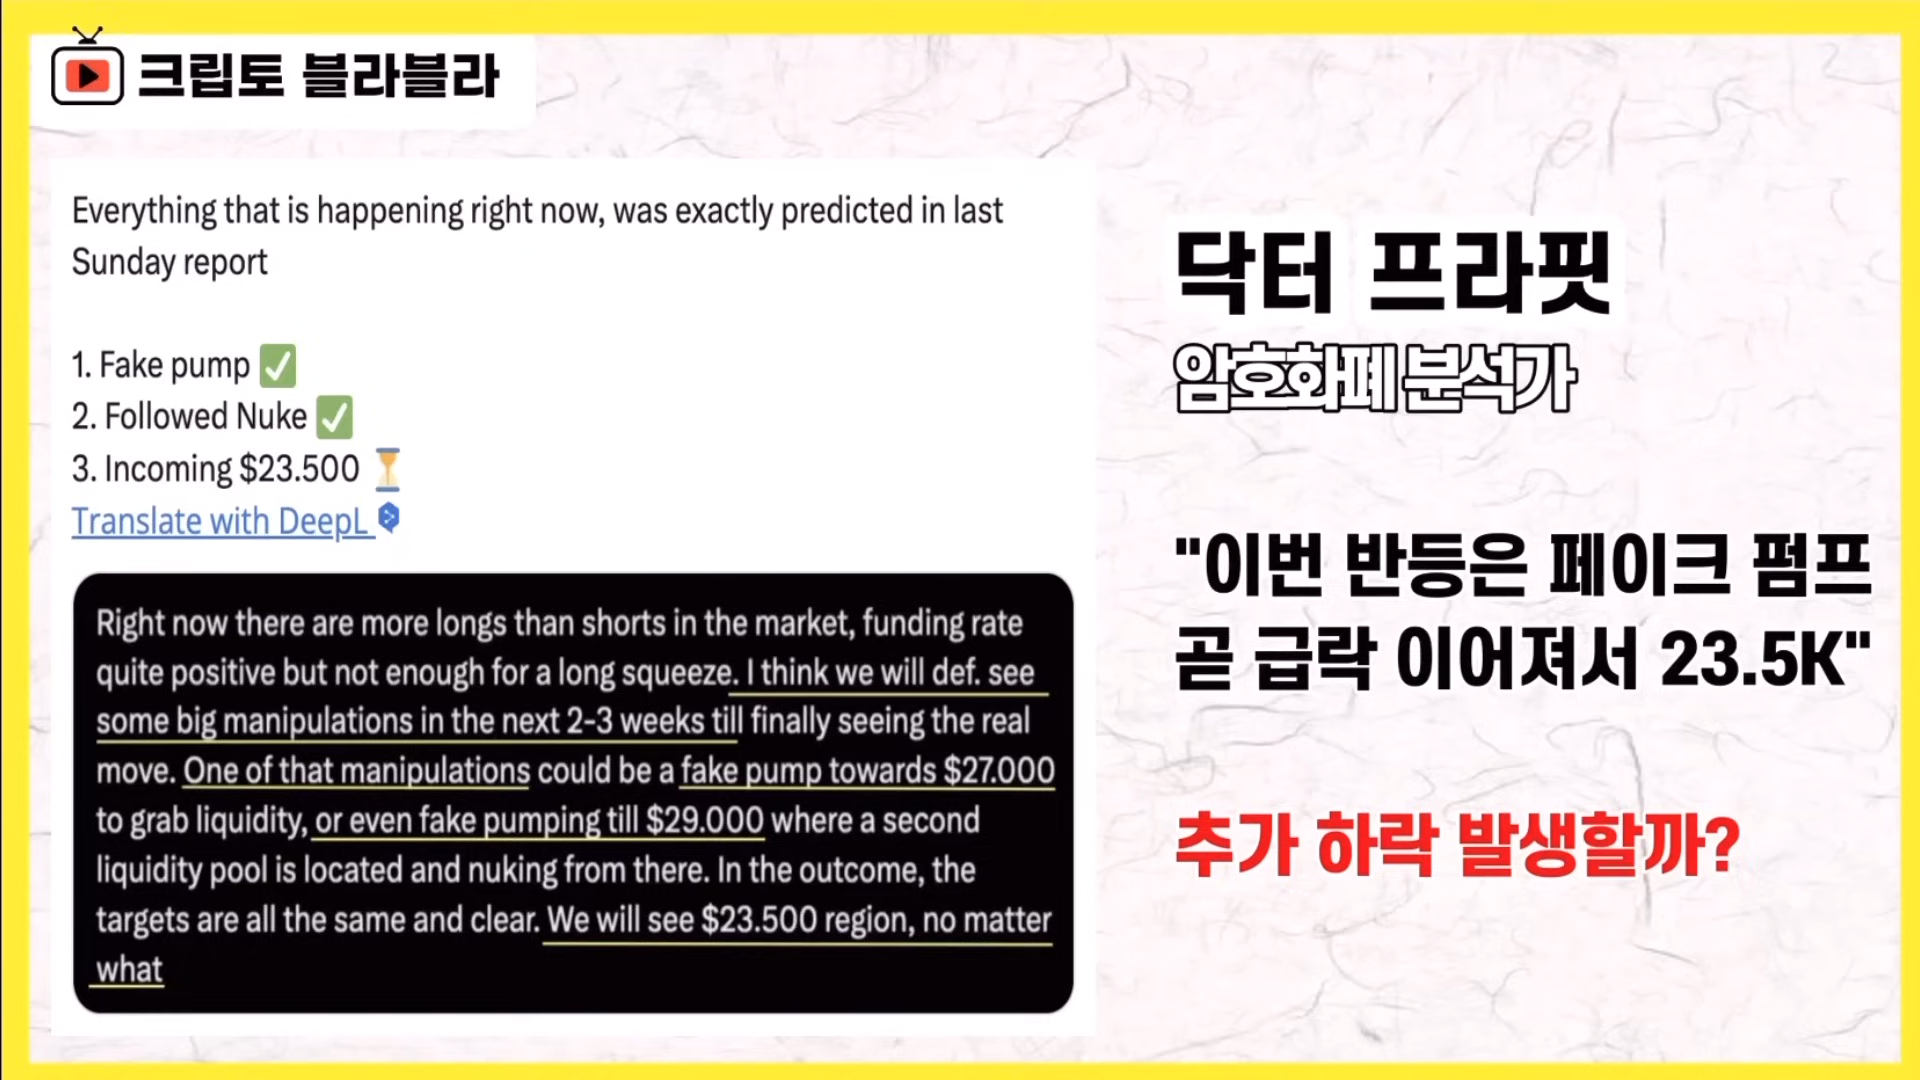 크립토 블라블라
Everything that is happening right now, was exactly predicted in last
Sunday report
1. Fake pump ✅
2. Followed Nuke ✅
3. Incoming $23.500 ⏳
Translate with DeepL
Right now there are more longs than shorts in the market, funding rate
quite positive but not enough for a long squeeze. I think we will def. see
some big manipulations in the next 2-3 weeks till finally seeing the real
move. One of that manipulations could be a fake pump towards $27.000
to grab liquidity, or even fake pumping till $29.000 where a second
liquidity pool is located and nuking from there. In the outcome, the
targets are all the same and clear. We will see $23.500 region, no matter
what
닥터 프라핏
암호화폐 분석가
"이번 반등은 페이크 펌프
곧 급락 이어져서 23.5K"
추가 하락 발생할까?